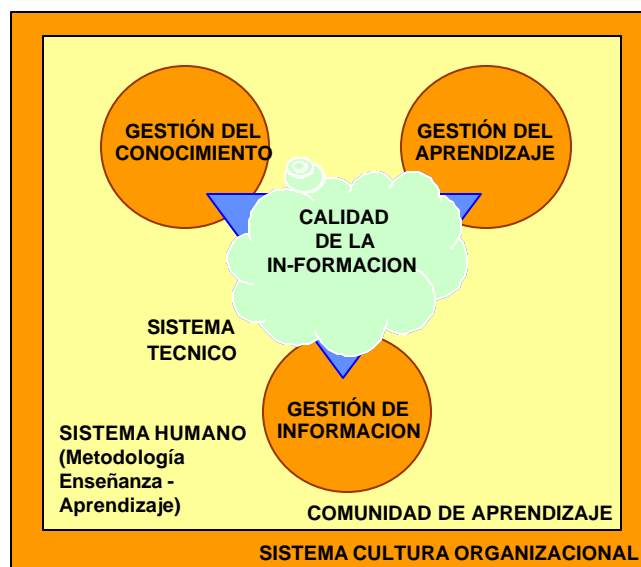 GESTIÓN DEL
CONOCIMIENTO
GESTIÓN DEL
APRENDIZAJE
CALIDAD
DE LA
IN-FORMACION
SISTEMA
TECNICO
GESTIÓN DE
INFORMACION
SISTEMA HUMANO
(Metodología
Enseñanza -
Aprendizaje)
COMUNIDAD DE APRENDIZAJE
SISTEMA CULTURA ORGANIZACIONAL